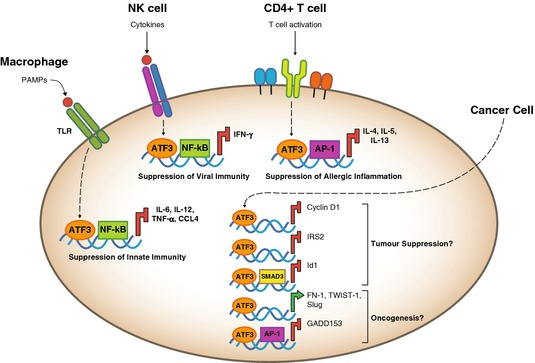 NK cell
Cytokines
CD4+ T cell
T cell activation
Macrophage
PAMPs
TLR
Cancer Cell
ATF3
NF-kB
IFN-γ
Suppression of Viral Immunity
ATF3
AP-1
IL-4, IL-5,
IL-13
Suppression of Allergic Inflammation
ATF3
NF-kB
IL-6, IL-12,
TNF-α, CCL4
Suppression of Innate Immunity
ATF3
Cyclin D1
ATF3
IRS2
ATF3
SMAD3
Id1
Tumour Suppression?
ATF3
FN-1, TWIST-1,
Slug
ATF3
AP-1
GADD153
Oncogenesis?